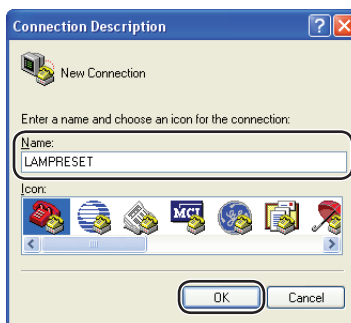 Connection Description
New Connection
Enter a name and choose an icon for the connection:
Name:
LAMPRESET
Icon:
MCI
OK Cancel